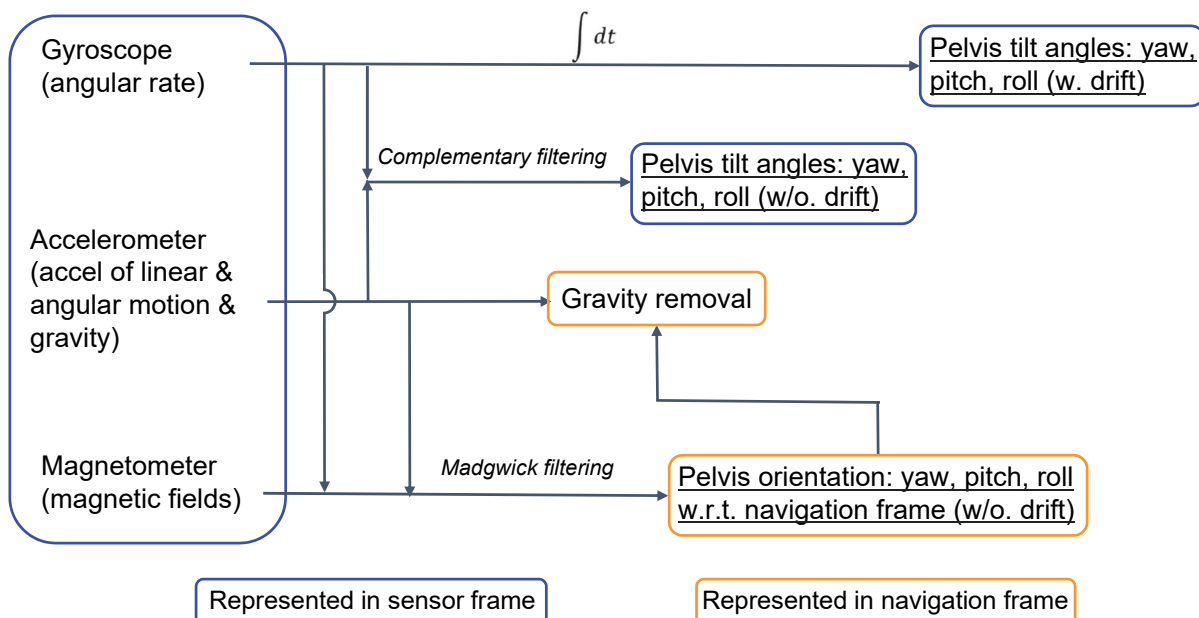 Gyroscope
(angular rate)
∫ dt
Pelvis tilt angles: yaw,
pitch, roll (w. drift)
Complementary filtering
Pelvis tilt angles: yaw,
pitch, roll (w/o. drift)
Accelerometer
(accel of linear &
angular motion &
gravity)
Gravity removal
Magnetometer
(magnetic fields)
Madgwick filtering
Pelvis orientation: yaw, pitch, roll
w.r.t. navigation frame (w/o. drift)
Represented in sensor frame
Represented in navigation frame